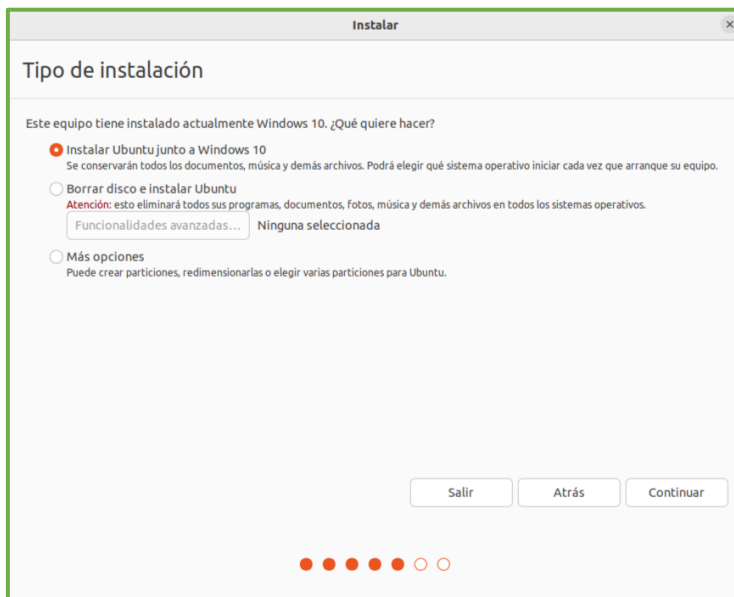 Instalar
Tipo de instalación
Este equipo tiene instalado actualmente Windows 10. ¿Qué quiere hacer?
Instalar Ubuntu junto a Windows 10
Se conservarán todos los documentos, música y demás archivos. Podrá elegir qué sistema operativo iniciar cada vez que arranque su equipo.
Borrar disco e instalar Ubuntu
Atención: esto eliminará todos sus programas, documentos, fotos, música y demás archivos en todos los sistemas operativos.
Funcionalidades avanzadas... Ninguna seleccionada
Más opciones
Puede crear particiones, redimensionarlas o elegir varias particiones para Ubuntu.
Salir Atrás Continuar